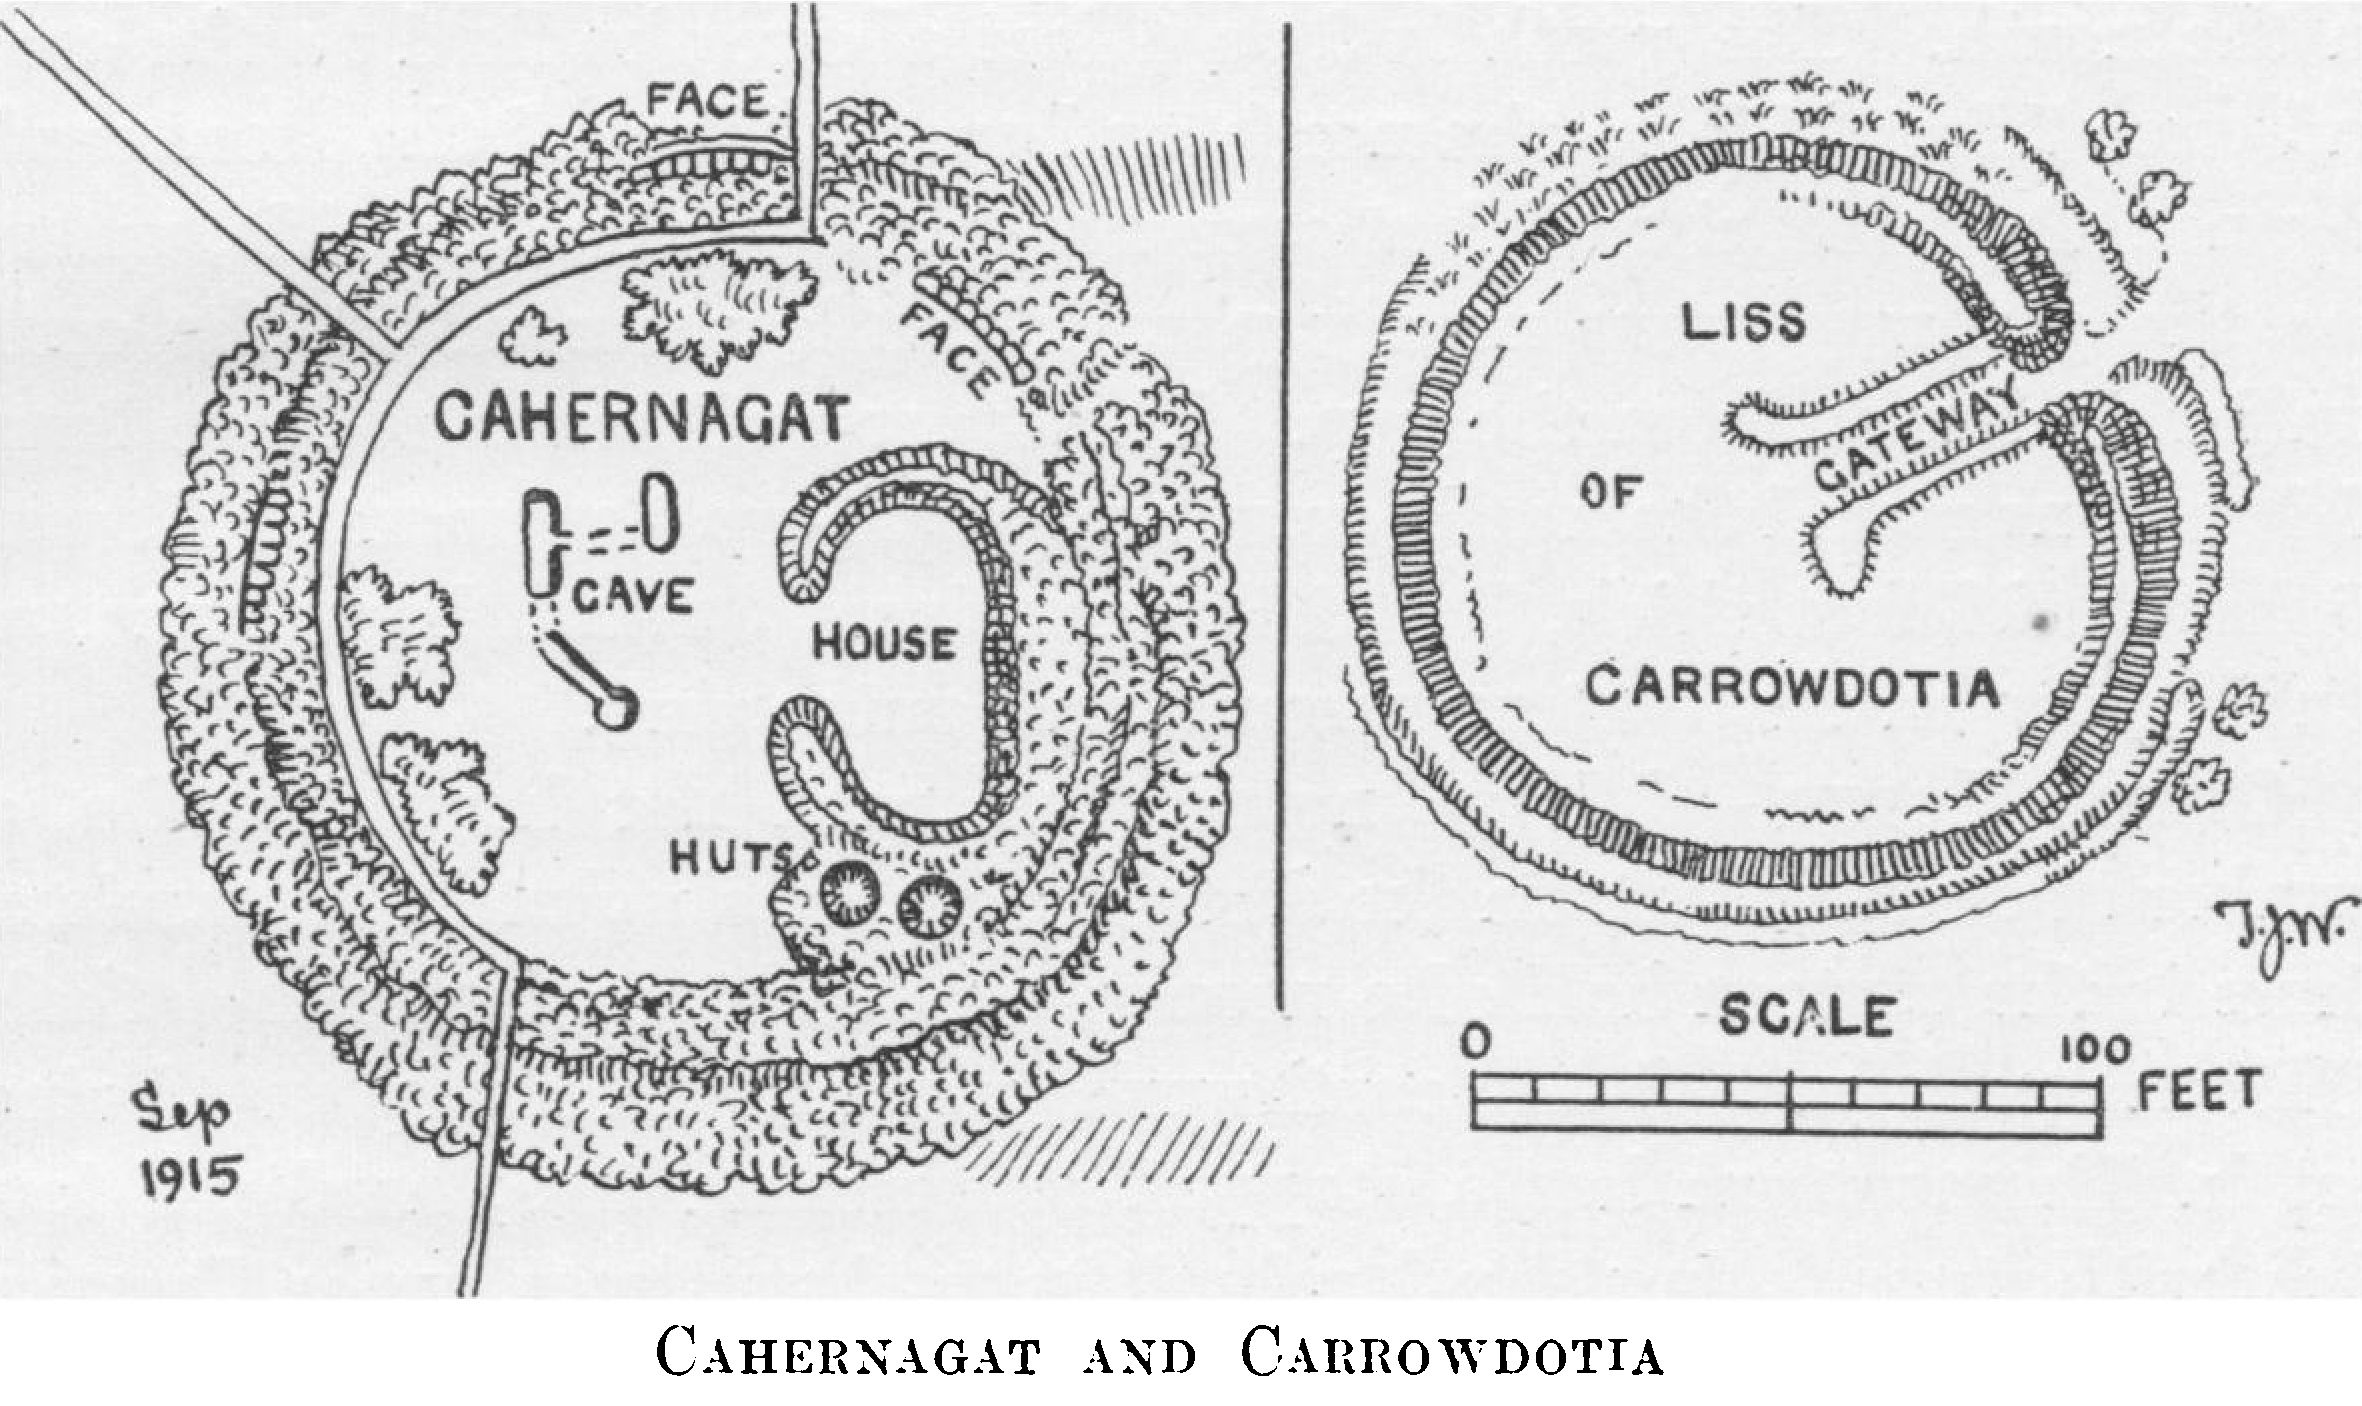 FACE.
FACE
CAHERNAGAT
CAVE
HOUSE
HUTS
Sep
1915
LISS
OF
CARROWDOTIA
GATEWAY
T.J.W.
SCALE
0 100
FEET
CAHERNAGAT AND CARROWDOTIA